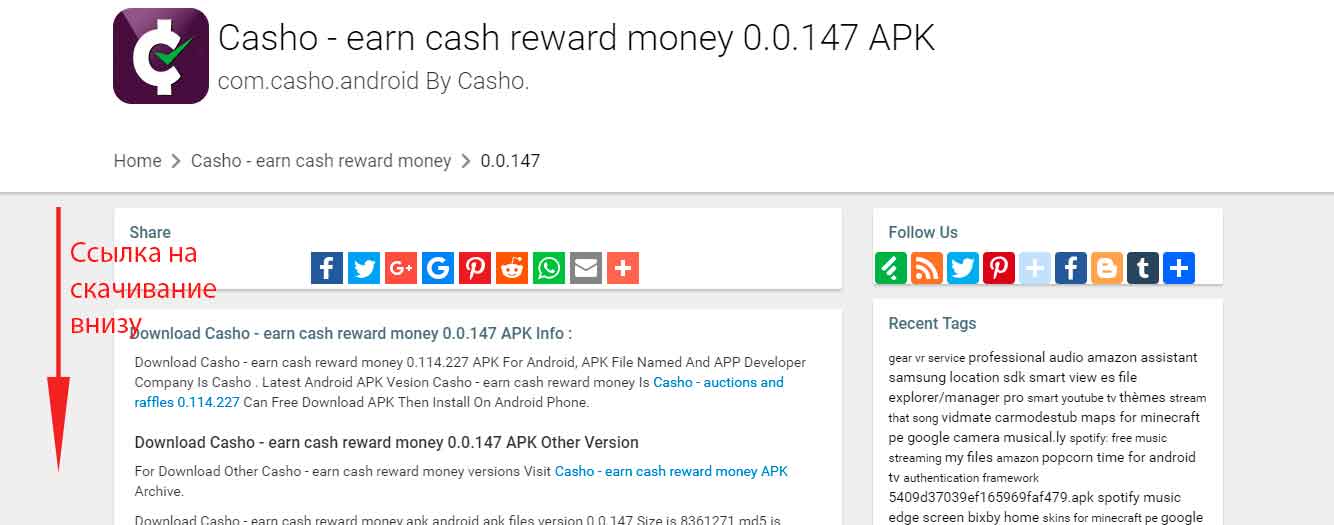 Casho - earn cash reward money 0.0.147 APK
com.casho.android By Casho.
Home
Casho - earn cash reward money
0.0.147
Ссылка на
скачивание
внизу
Share
Download Casho - earn cash reward money 0.0.147 APK Info :
Download Casho - earn cash reward money 0.114.227 APK For Android, APK File Named And APP Developer
Company Is Casho . Latest Android APK Vesion Casho - earn cash reward money Is Casho - auctions and
raffles 0.114.227 Can Free Download APK Then Install On Android Phone.
Download Casho - earn cash reward money 0.0.147 APK Other Version
For Download Other Casho - earn cash reward money versions Visit Casho - earn cash reward money APK
Archive.
Download Casho - earn cash reward money apk android apk files version 0.0.147 Size is 8361271 md5 is
Follow Us
Recent Tags
gear vr service professional audio amazon assistant
samsung location sdk smart view es file
explorer/manager pro smart youtube tv thèmes stream
that song vidmate carmodestub maps for minecraft
pe google camera musical.ly spotify: free music
streaming my files amazon popcorn time for android
tv authentication framework
5409d37039ef165969faf479.apk spotify music
edge screen bixby home skins for minecraft pe google